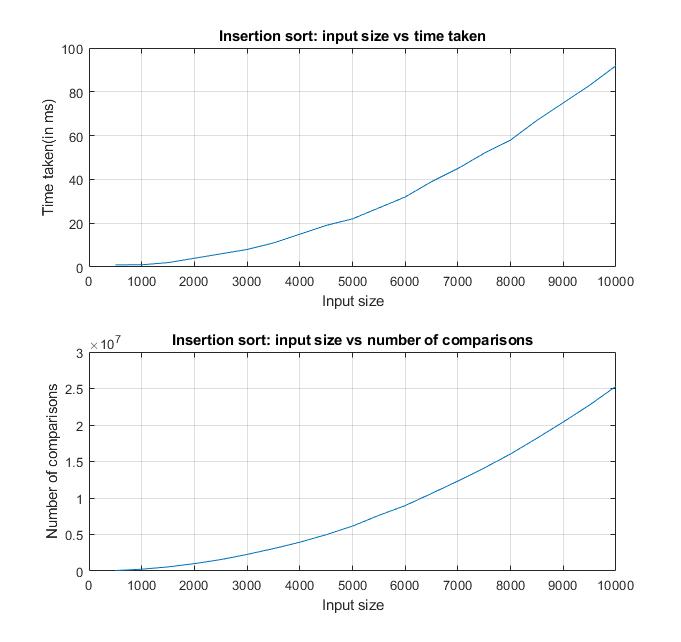 Insertion sort: input size vs time taken
100
80
60
40
20
0
Time taken(in ms)
0 1000 2000 3000 4000 5000 6000 7000 8000 9000 10000
Input size
Insertion sort: input size vs number of comparisons
×10^7
3
2.5
2
1.5
1
0.5
0
Number of comparisons
0 1000 2000 3000 4000 5000 6000 7000 8000 9000 10000
Input size